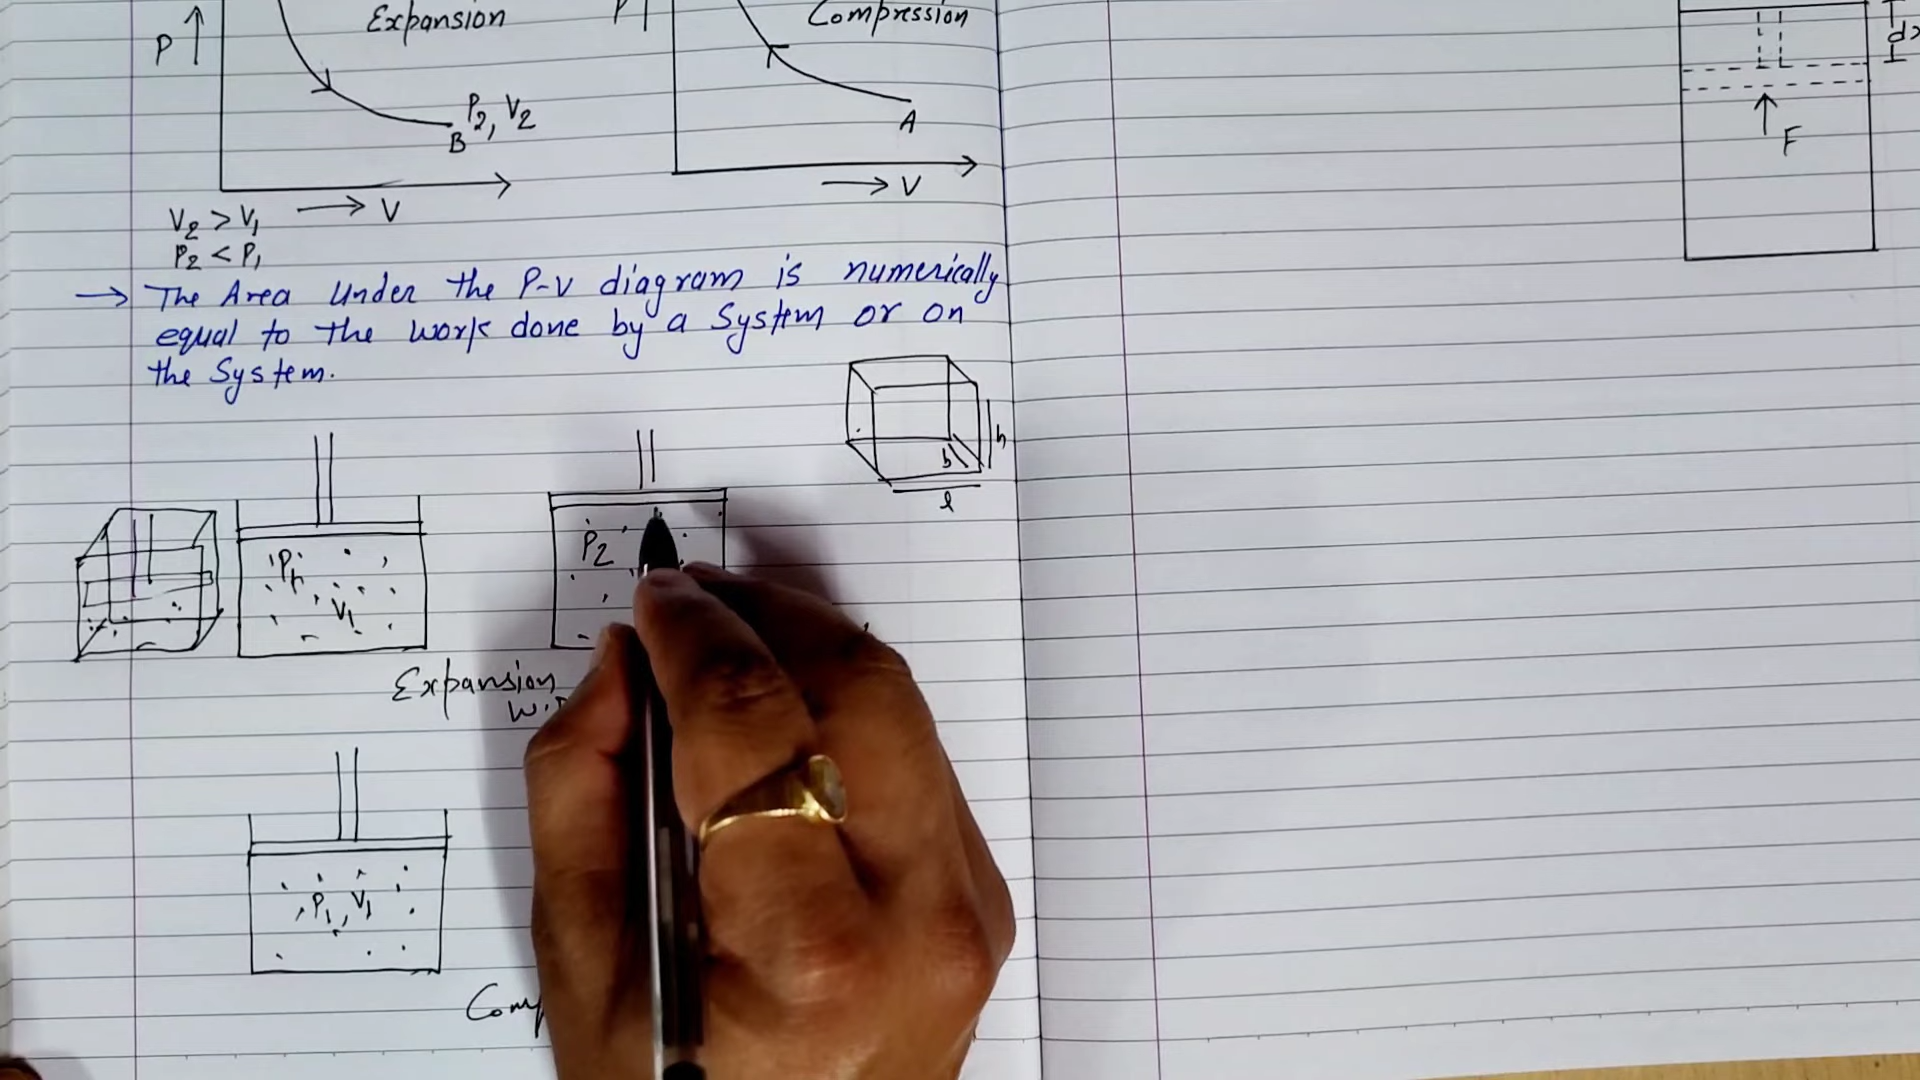 Expansion
P
P2, V2
B
V
V2 > V1
P2 < P1
Compression
A
V
→ The Area Under the P-V diagram is numerically
equal to the work done by a System or on
the System.
h
b
l
P1
V1
P2
Expansion
P1, V1
F